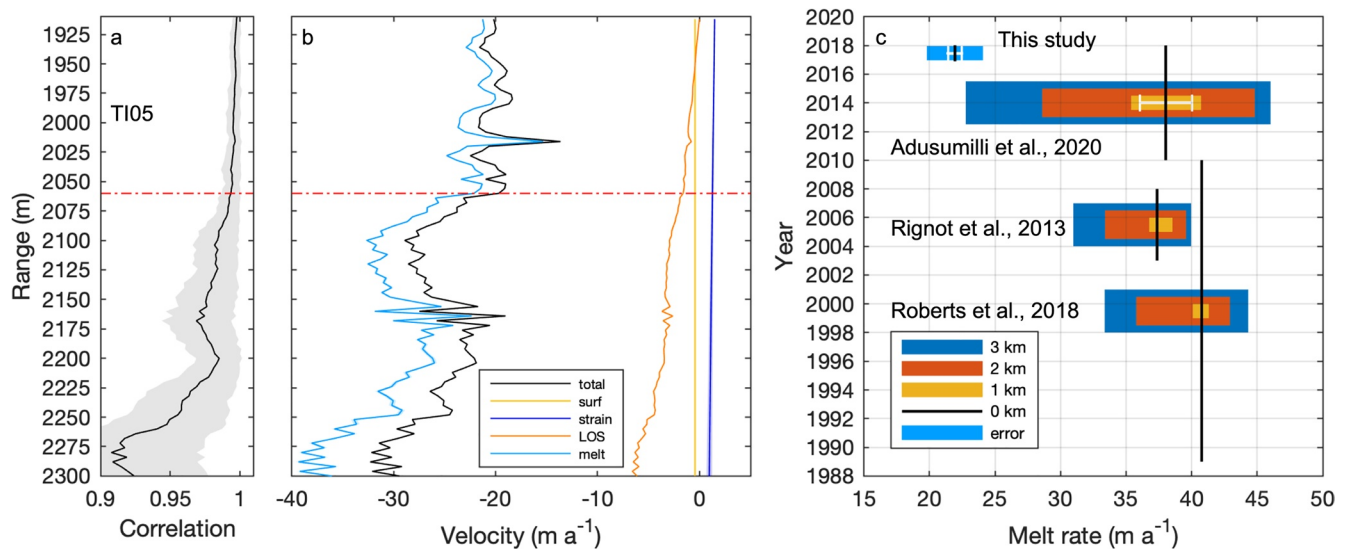 a
TI05
1925
1950
1975
2000
2025
2050
2075
2100
2125
2150
2175
2200
2225
2250
2275
2300
Range (m)
0.9
0.95
1
Correlation
b
total
surf
strain
LOS
melt
-40
-30
-20
-10
0
Velocity (m a⁻¹)
c
This study
Adusumilli et al., 2020
Rignot et al., 2013
Roberts et al., 2018
3 km
2 km
1 km
0 km
error
2020
2018
2016
2014
2012
2010
2008
2006
2004
2002
2000
1998
1996
1994
1992
1990
1988
Year
15
20
25
30
35
40
45
50
Melt rate (m a⁻¹)